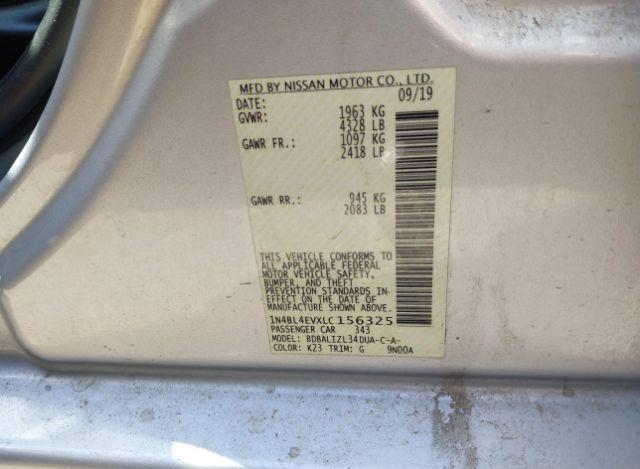 MFD BY NISSAN MOTOR CO., LTD.
DATE: 09/19
GVWR: 1963 KG
4328 LB
GAWR FR.: 1097 KG
2418 LB
GAWR RR.: 945 KG
2083 LB
THIS VEHICLE CONFORMS TO
ALL APPLICABLE FEDERAL
MOTOR VEHICLE SAFETY,
BUMPER, AND THEFT
PREVENTION STANDARDS IN-
EFFECT ON THE DATE OF
MANUFACTURE SHOWN ABOVE.
1N4BL4EVXLC156325
PASSENGER CAR 343
MODEL: BDBALIZL34DUA-C-A-
COLOR: K23 TRIM: G 9N00A